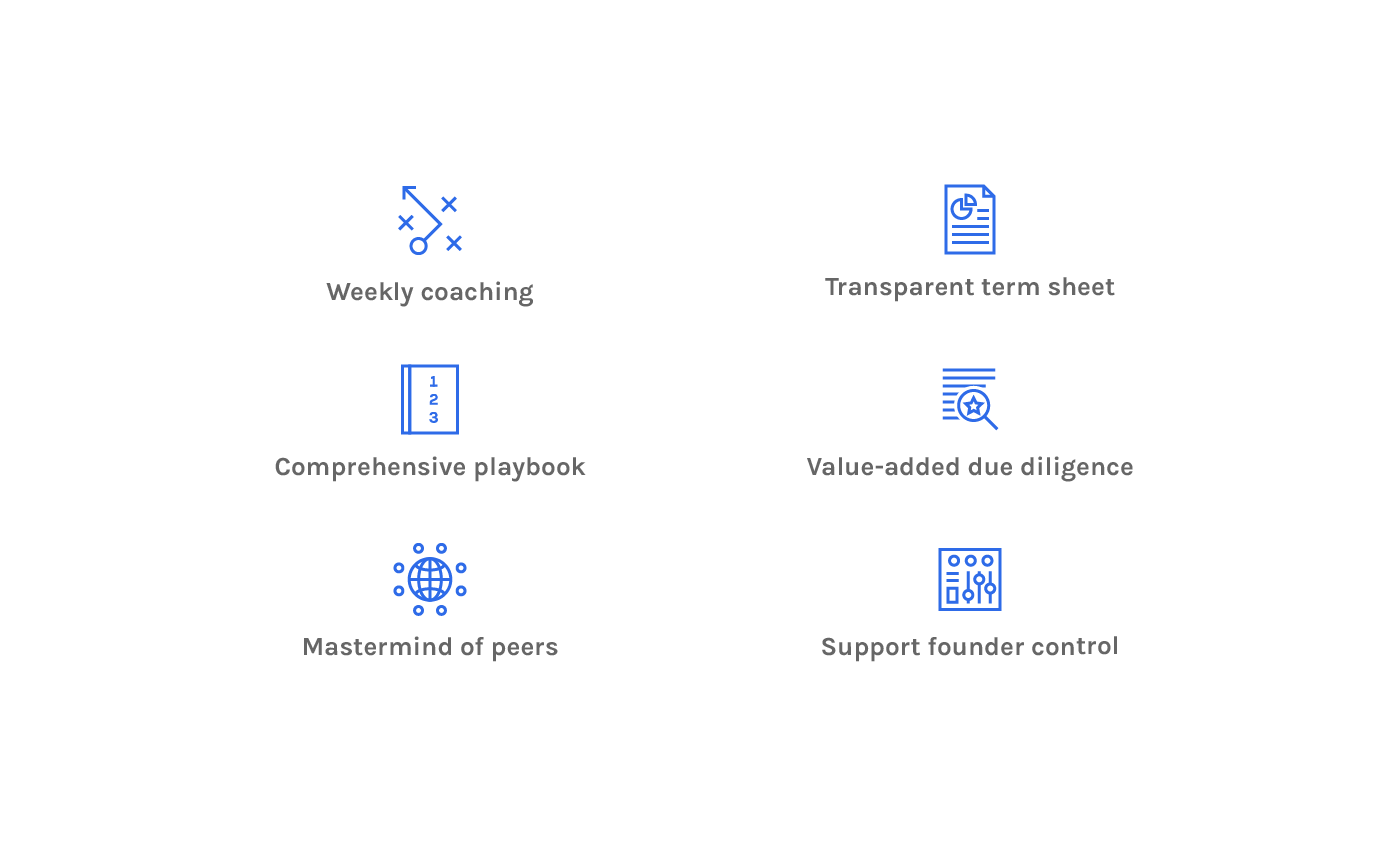 Weekly coaching
Transparent term sheet
1
2
3
Comprehensive playbook
Value-added due diligence
Mastermind of peers
Support founder control